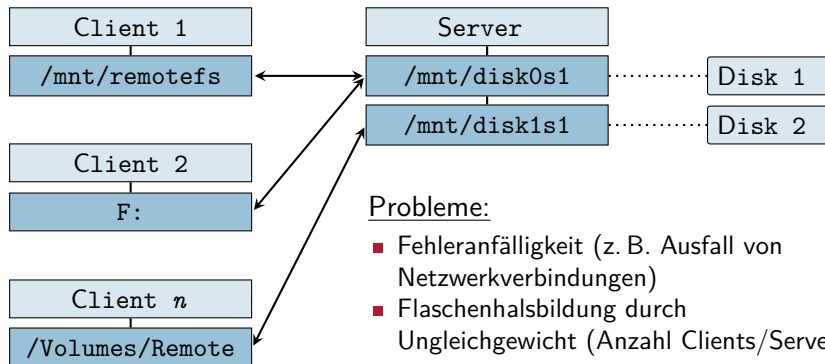 Client 1
/mnt/remotefs
Client 2
F:
Client n
/Volumes/Remote
Server
/mnt/disk0s1
/mnt/disk1s1
Disk 1
Disk 2
Probleme:
Fehleranfälligkeit (z. B. Ausfall von
Netzwerkverbindungen)
Flaschenhalsbildung durch
Ungleichgewicht (Anzahl Clients/Serve